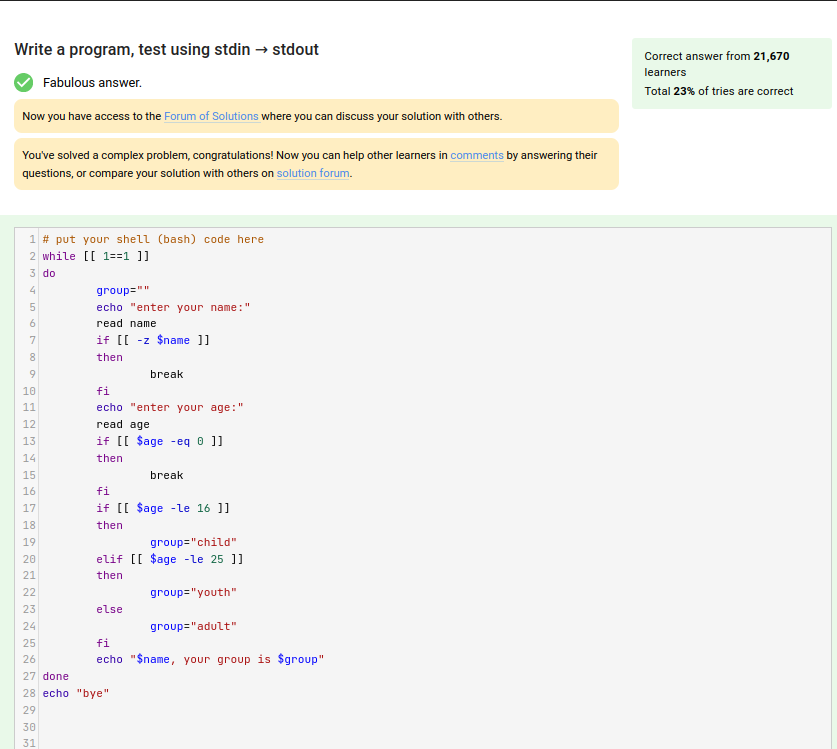 Write a program, test using stdin → stdout
Fabulous answer.
Now you have access to the Forum of Solutions where you can discuss your solution with others.
You've solved a complex problem, congratulations! Now you can help other learners in comments by answering their
questions, or compare your solution with others on solution forum.
Correct answer from 21,670
learners
Total 23% of tries are correct
1 # put your shell (bash) code here
2 while [[ 1==1 ]]
3 do
4         group=""
5         echo "enter your name:"
6         read name
7         if [[ -z $name ]]
8         then
9                 break
10         fi
11         echo "enter your age:"
12         read age
13         if [[ $age -eq 0 ]]
14         then
15                 break
16         fi
17         if [[ $age -le 16 ]]
18         then
19                 group="child"
20         elif [[ $age -le 25 ]]
21         then
22                 group="youth"
23         else
24                 group="adult"
25         fi
26         echo "$name, your group is $group"
27 done
28 echo "bye"
29
30
31